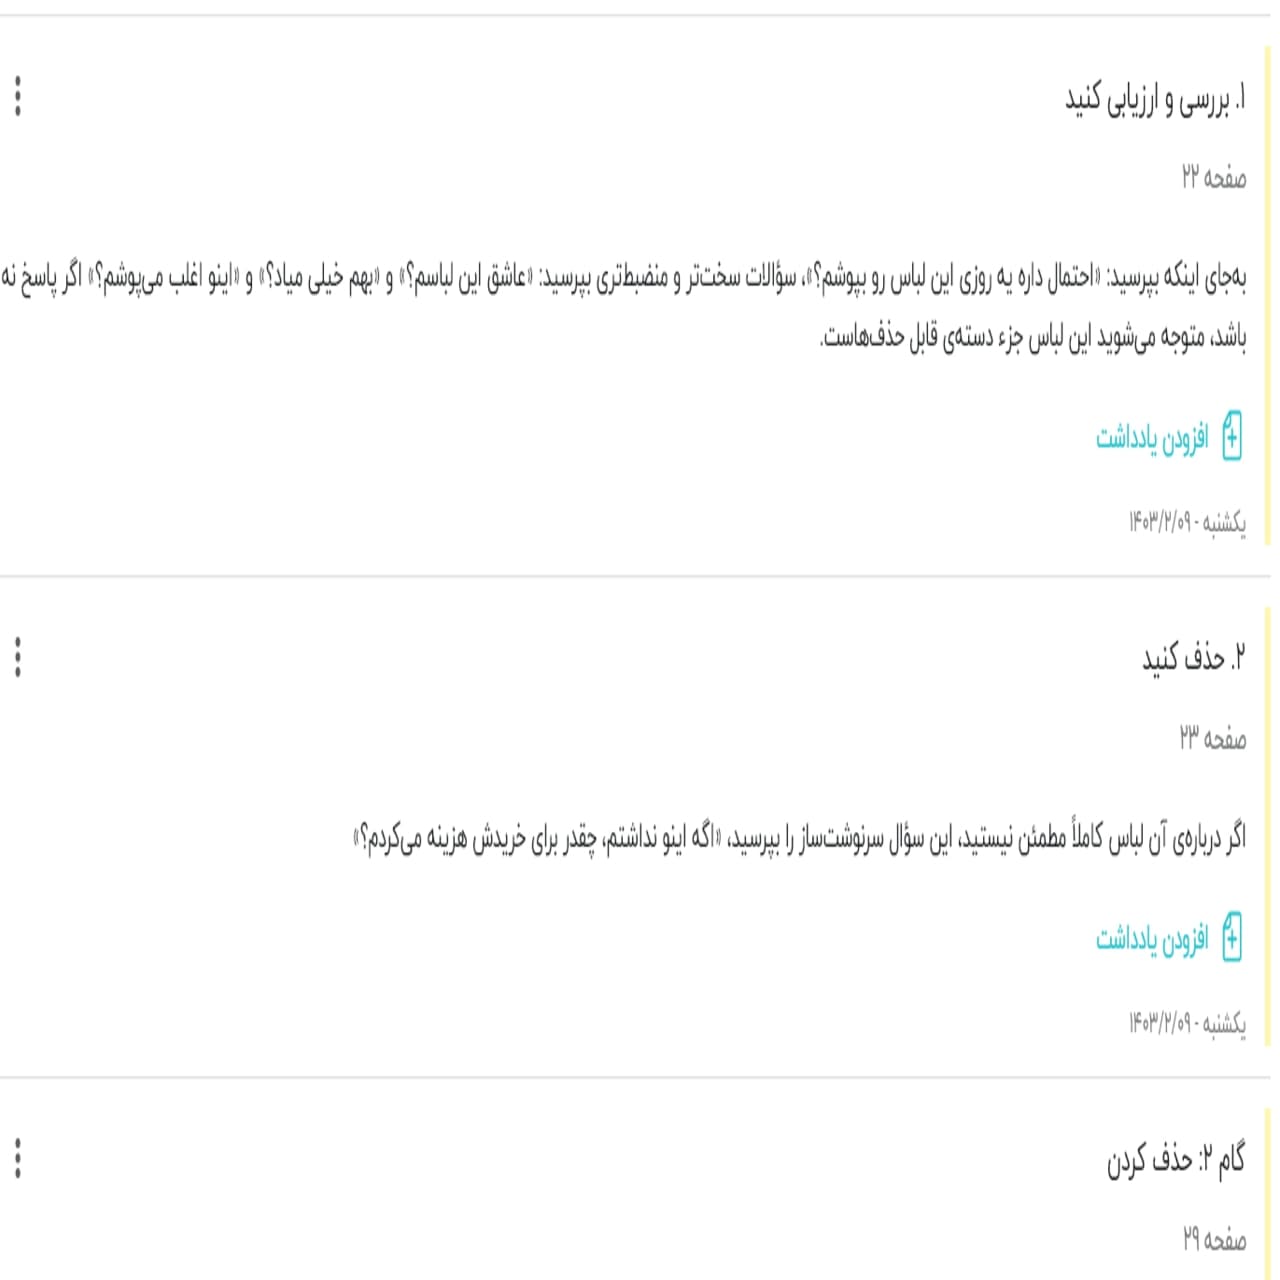 ۱. بررسی و ارزیابی کنید
صفحه ۲۲
به‌جای اینکه بپرسید: «احتمال داره یه روزی این لباس رو بپوشم؟»، سؤالات سخت‌تر و منضبط‌تری بپرسید: «عاشق این لباسم؟» و «بهم خیلی میاد؟» و «اینو اغلب می‌پوشم؟» اگر پاسخ نه
باشد، متوجه می‌شوید این لباس جزء دسته‌ی قابل حذف‌هاست.
افزودن یادداشت
یکشنبه - ۱۴۰۳/۲/۰۹
۲. حذف کنید
صفحه ۲۳
اگر درباره‌ی آن لباس کاملاً مطمئن نیستید، این سؤال سرنوشت‌ساز را بپرسید، «اگه اینو نداشتم، چقدر برای خریدش هزینه می‌کردم؟»
افزودن یادداشت
یکشنبه - ۱۴۰۳/۲/۰۹
گام ۲: حذف کردن
صفحه ۲۹